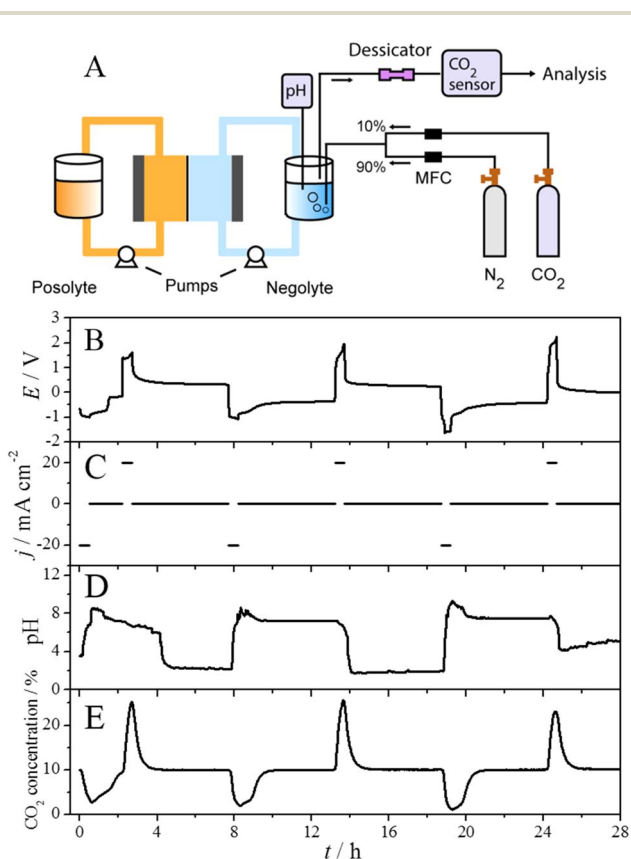 A
Dessicator
CO2 sensor
Analysis
pH
10%
90%
MFC
Posolyte
Pumps
Negolyte
N2
CO2
B
E / V
3
2
1
0
-1
-2
C
j / mA cm-2
20
0
-20
D
pH
12
8
4
0
E
CO2 concentration / %
20
10
0
0 4 8 12 16 20 24 28
t / h